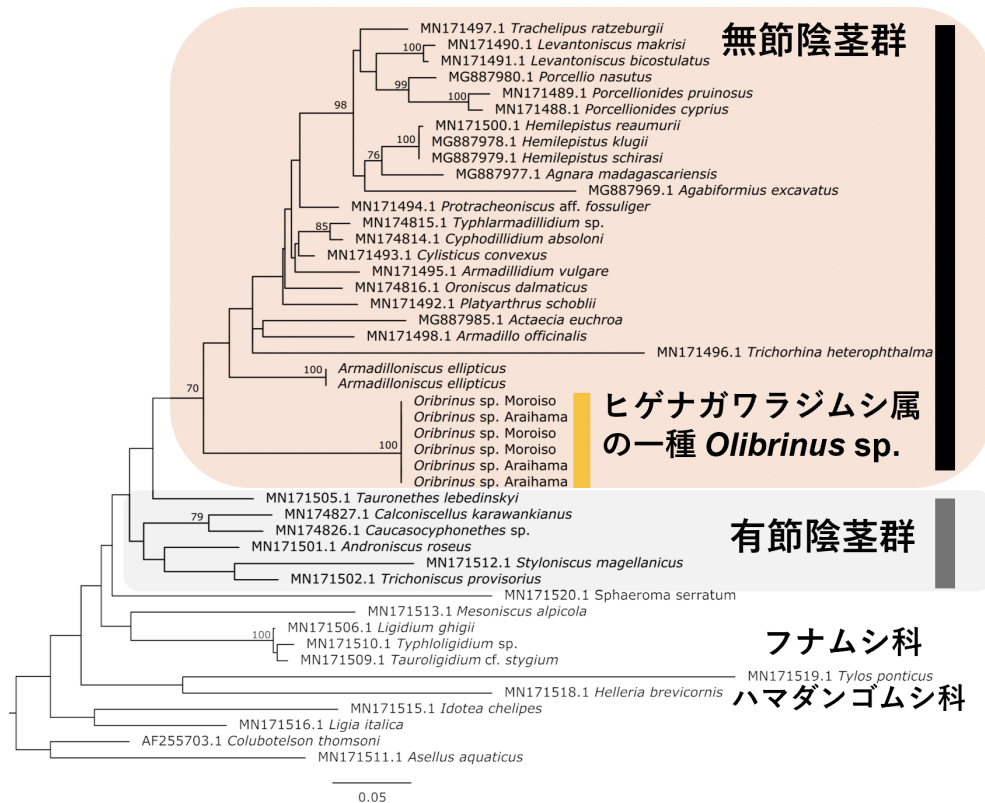 MN171497.1 Trachelipus ratzeburgii
無節陰茎群
100
MN171490.1 Levantoniscus makrisi
MN171491.1 Levantoniscus bicostulatus
MG887980.1 Porcellio nasutus
99
100
MN171489.1 Porcellionides pruinosus
98
MN171488.1 Porcellionides cyprius
MN171500.1 Hemilepistus reaumurii
100
MG887978.1 Hemilepistus klugii
76
MG887979.1 Hemilepistus schirasi
MG887977.1 Agnara madagascariensis
MG887969.1 Agabiformius excavatus
MN171494.1 Protracheoniscus aff. fossuliger
85
MN174815.1 Typhlarmadillidium sp.
MN174814.1 Cyphodillidium absoloni
MN171493.1 Cylisticus convexus
MN171495.1 Armadillidium vulgare
MN174816.1 Oroniscus dalmaticus
MN171492.1 Platyarthrus schoblii
MG887985.1 Actaecia euchroa
MN171498.1 Armadillo officinalis
MN171496.1 Trichorhina heterophthalma
100
Armadilloniscus ellipticus
Armadilloniscus ellipticus
70
Oribrinus sp. Moroiso
Oribrinus sp. Araihama
Oribrinus sp. Moroiso
100
Oribrinus sp. Moroiso
Oribrinus sp. Araihama
Oribrinus sp. Araihama
ヒゲナガワラジムシ属
の一種 Olibrinus sp.
MN171505.1 Tauronethes lebedinskyi
79
MN174827.1 Calconiscellus karawankianus
MN174826.1 Caucasocyphonethes sp.
MN171501.1 Androniscus roseus
MN171512.1 Styloniscus magellanicus
MN171502.1 Trichoniscus provisorius
有節陰茎群
MN171520.1 Sphaeroma serratum
MN171513.1 Mesoniscus alpicola
100
MN171506.1 Ligidium ghigii
MN171510.1 Typhloligidium sp.
MN171509.1 Tauroligidium cf. stygium
フナムシ科
MN171519.1 Tylos ponticus
MN171518.1 Helleria brevicornis
ハマダンゴムシ科
MN171515.1 Idotea chelipes
MN171516.1 Ligia italica
AF255703.1 Colubotelson thomsoni
MN171511.1 Asellus aquaticus
0.05